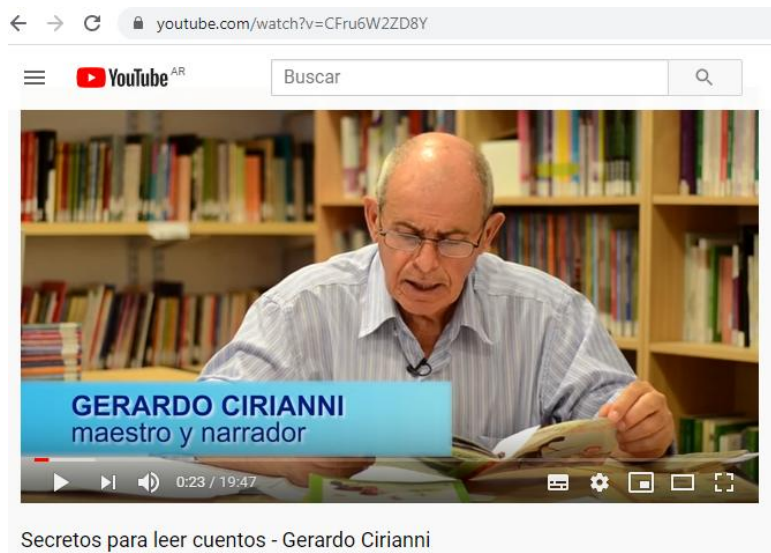 youtube.com/watch?v=CFru6W2ZD8Y
YouTube AR
Buscar
GERARDO CIRIANNI
maestro y narrador
0:23 / 19:47
Secretos para leer cuentos - Gerardo Cirianni